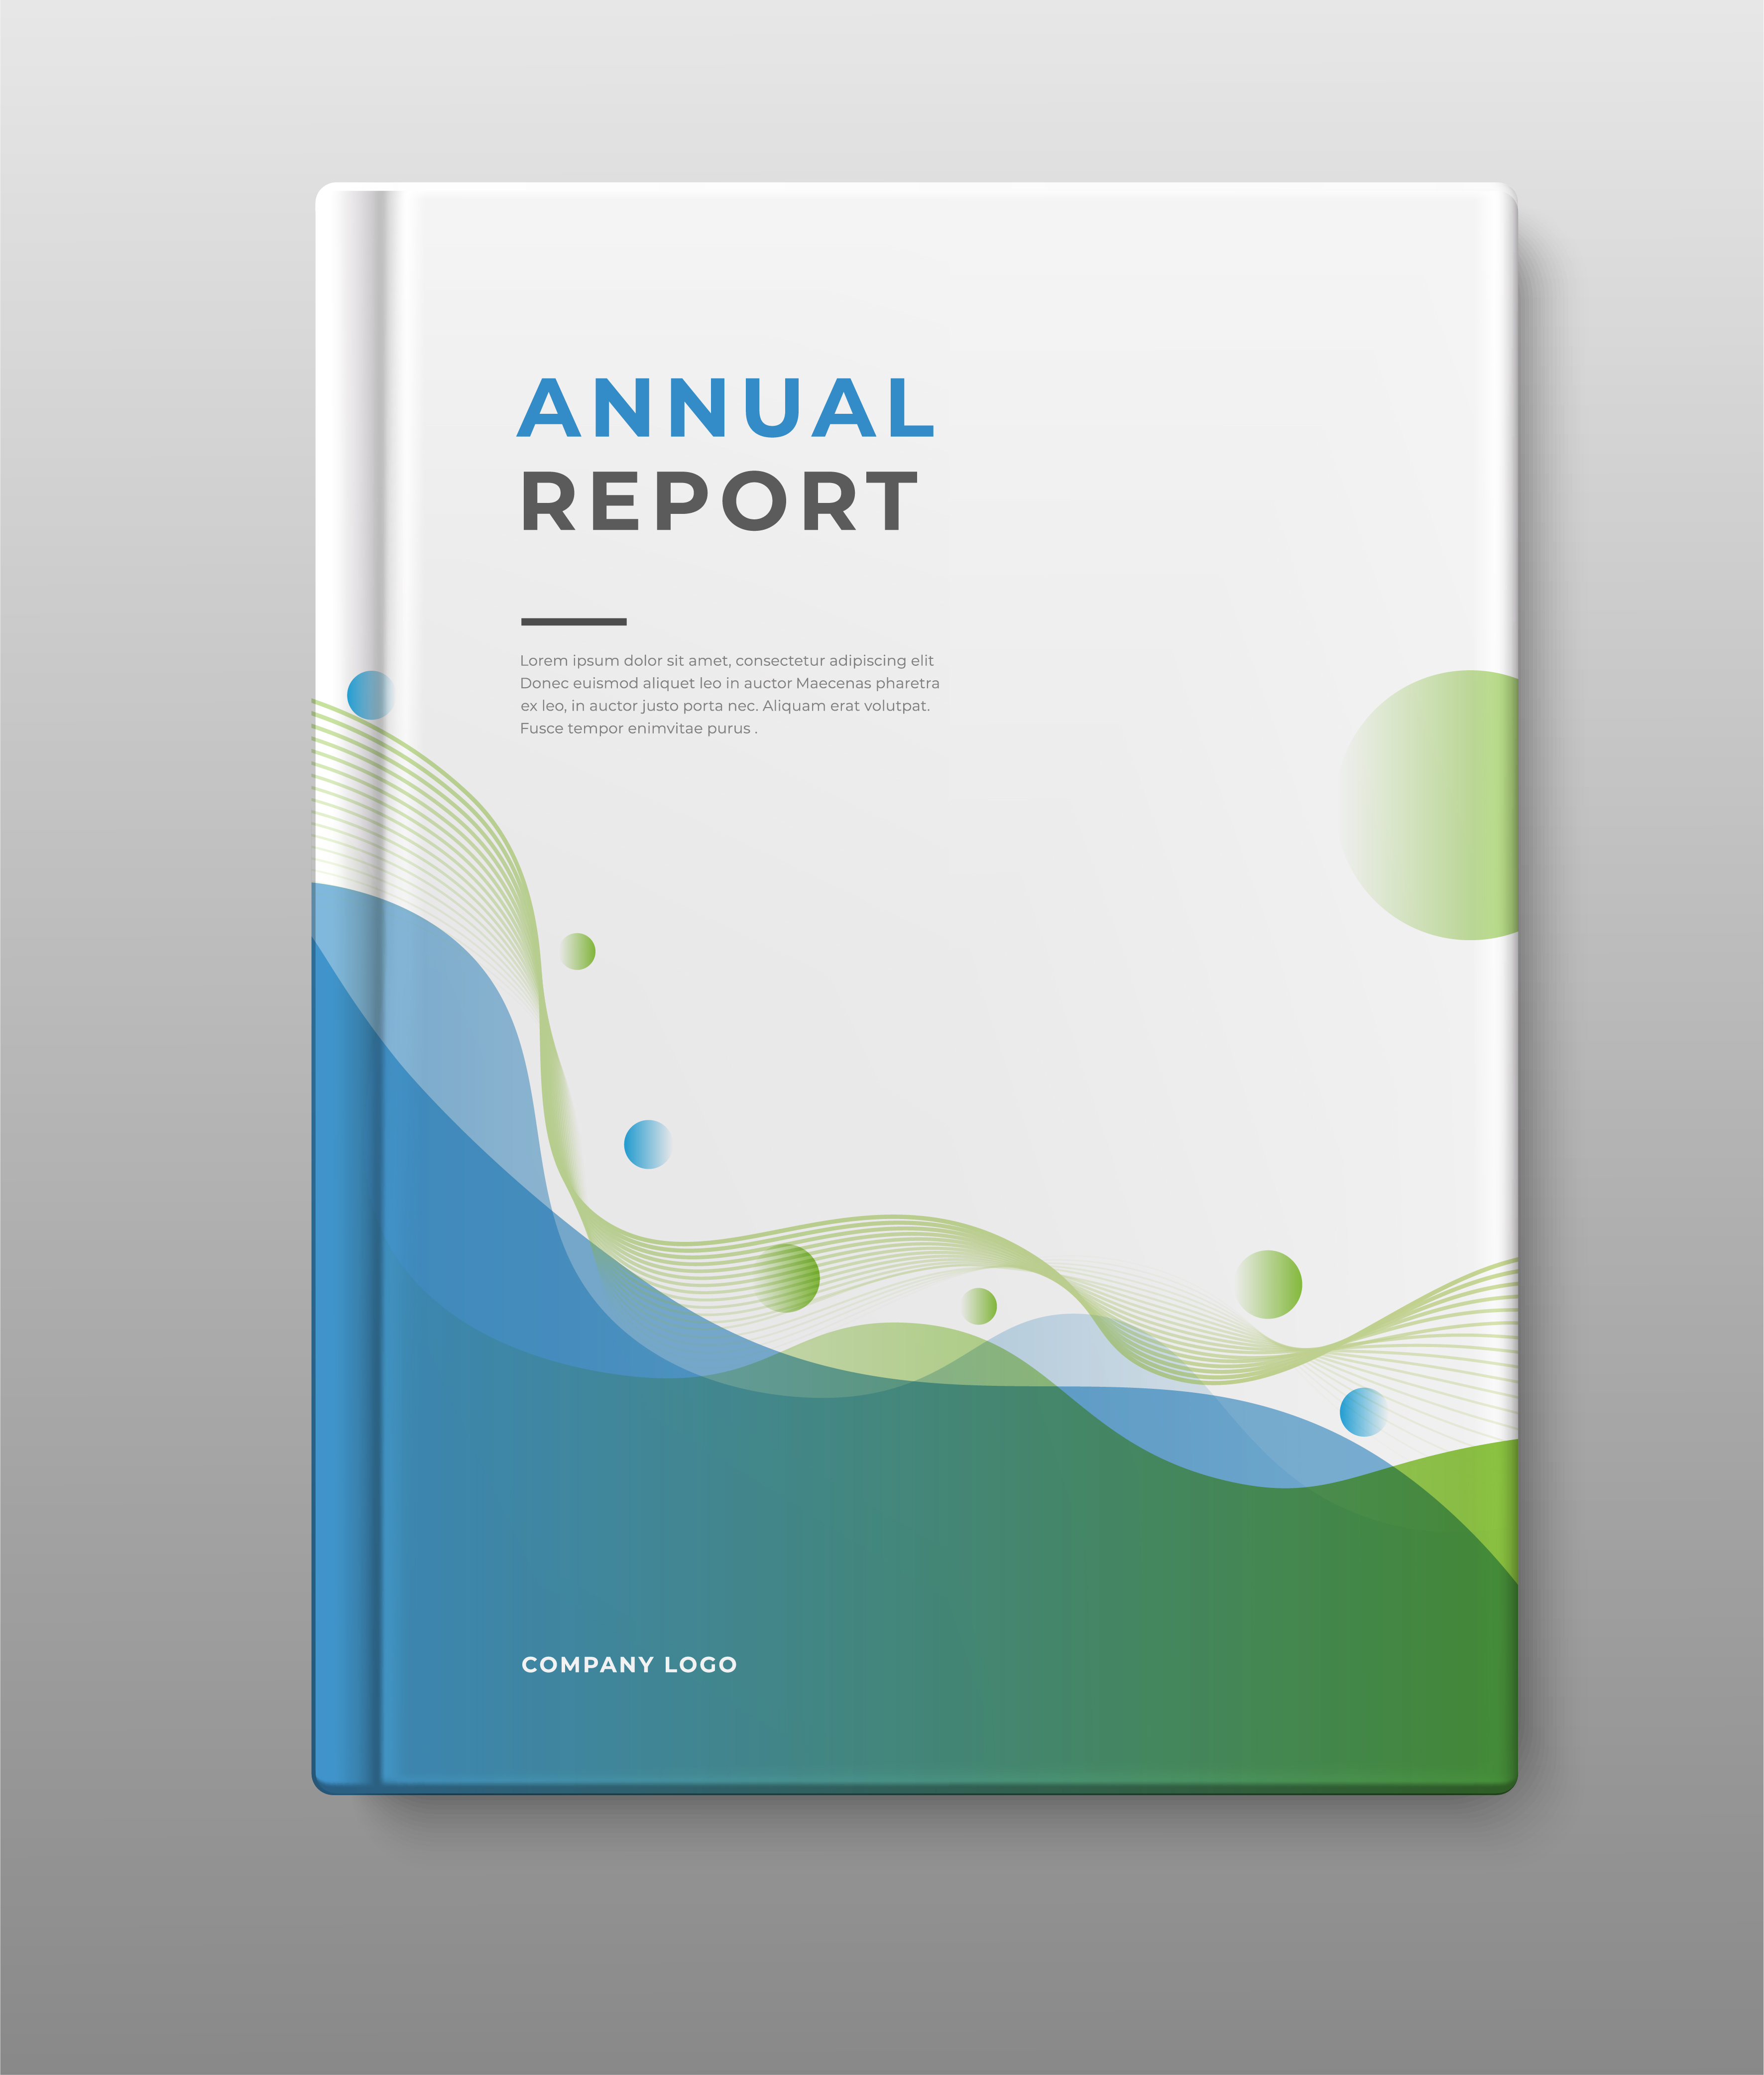 ANNUAL
REPORT
Lorem ipsum dolor sit amet, consectetur adipiscing elit
Donec euismod aliquet leo in auctor Maecenas pharetra
ex leo, in auctor justo porta nec. Aliquam erat volutpat.
Fusce tempor enimvitae purus .
COMPANY LOGO